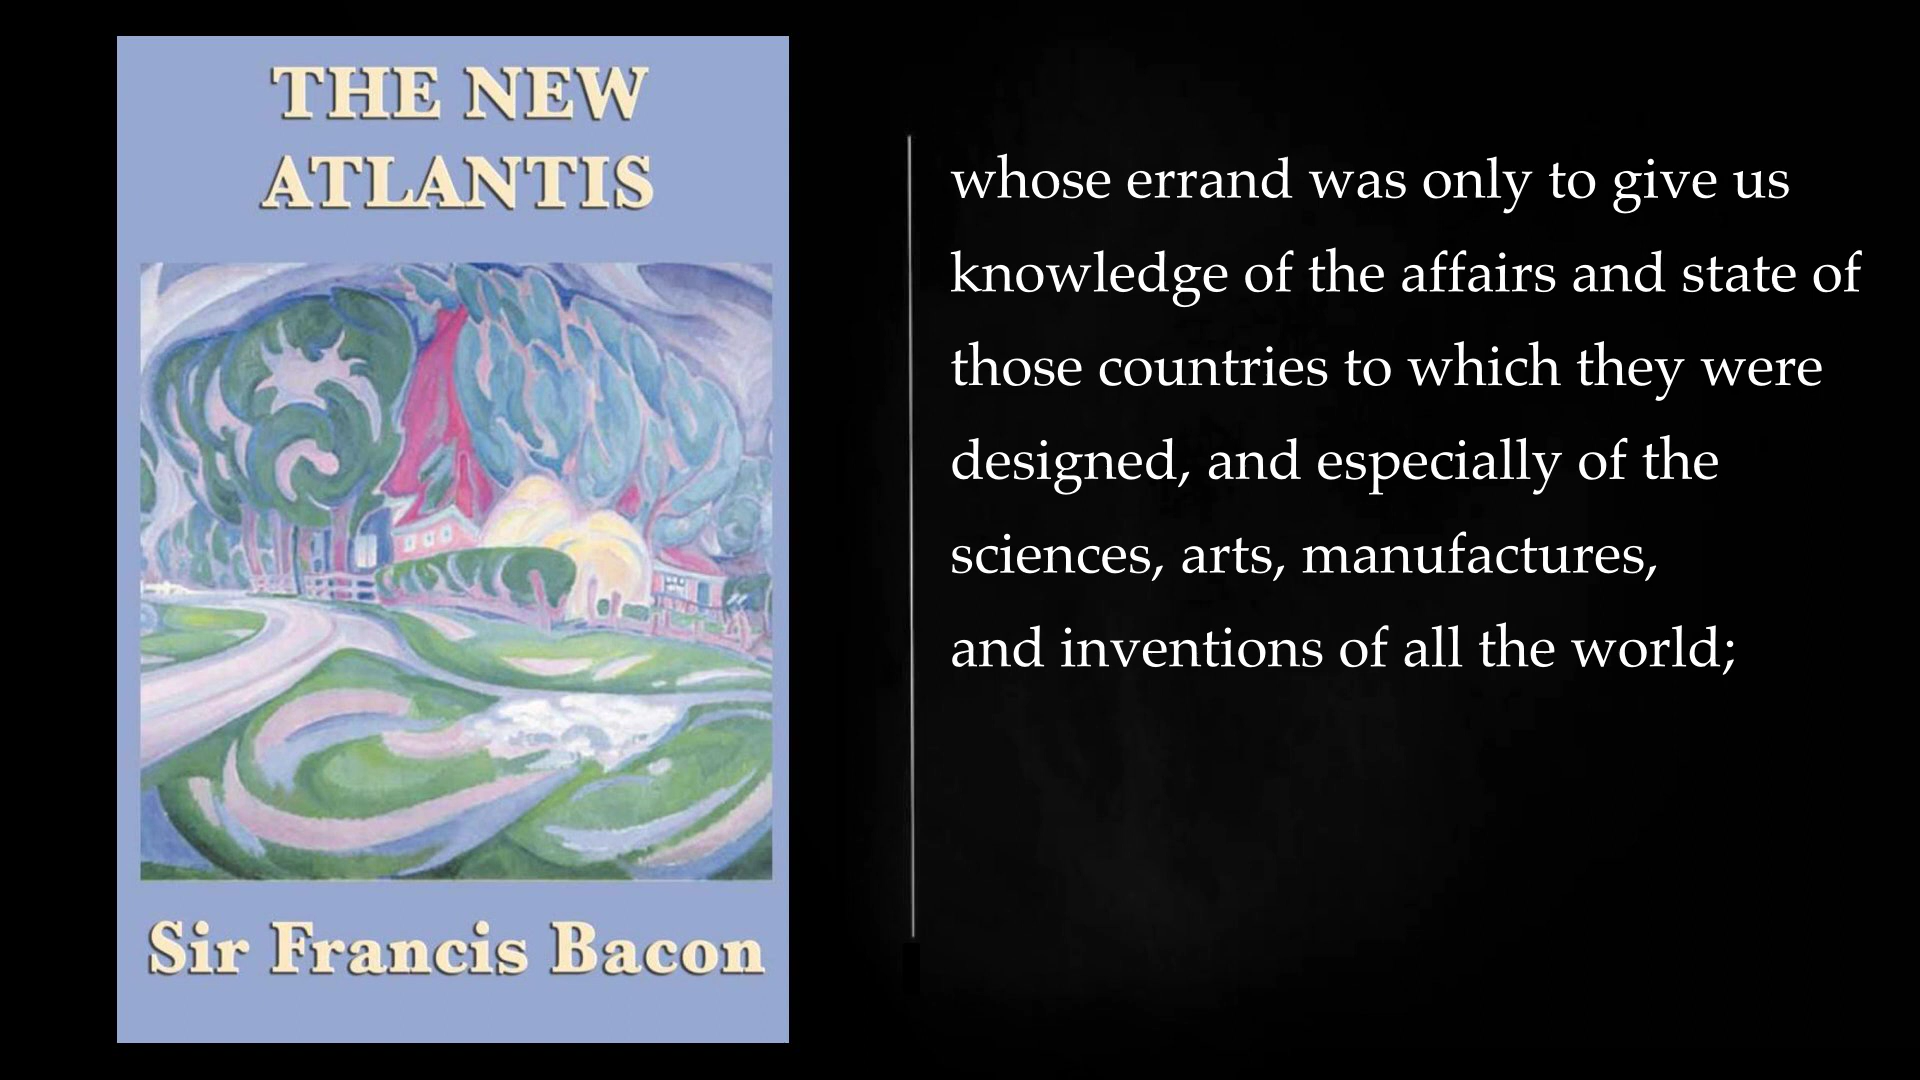 THE NEW
ATLANTIS
Sir Francis Bacon
whose errand was only to give us
knowledge of the affairs and state of
those countries to which they were
designed, and especially of the
sciences, arts, manufactures,
and inventions of all the world;